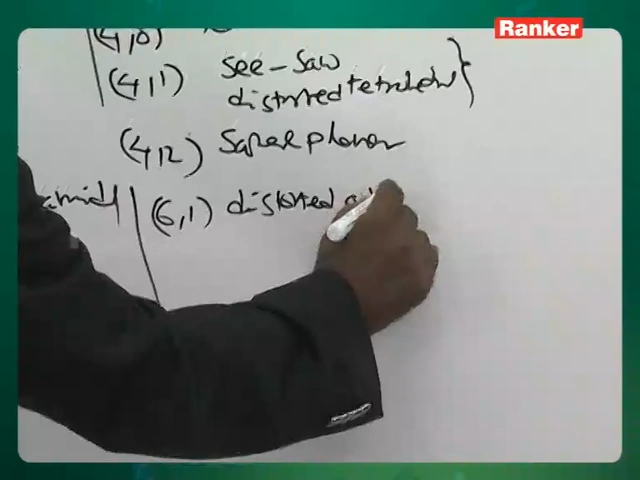 Ranker
(4,0)
(4,1) see-saw
distorted tetrahedral
(4,2) Square planar
(6,1) distorted